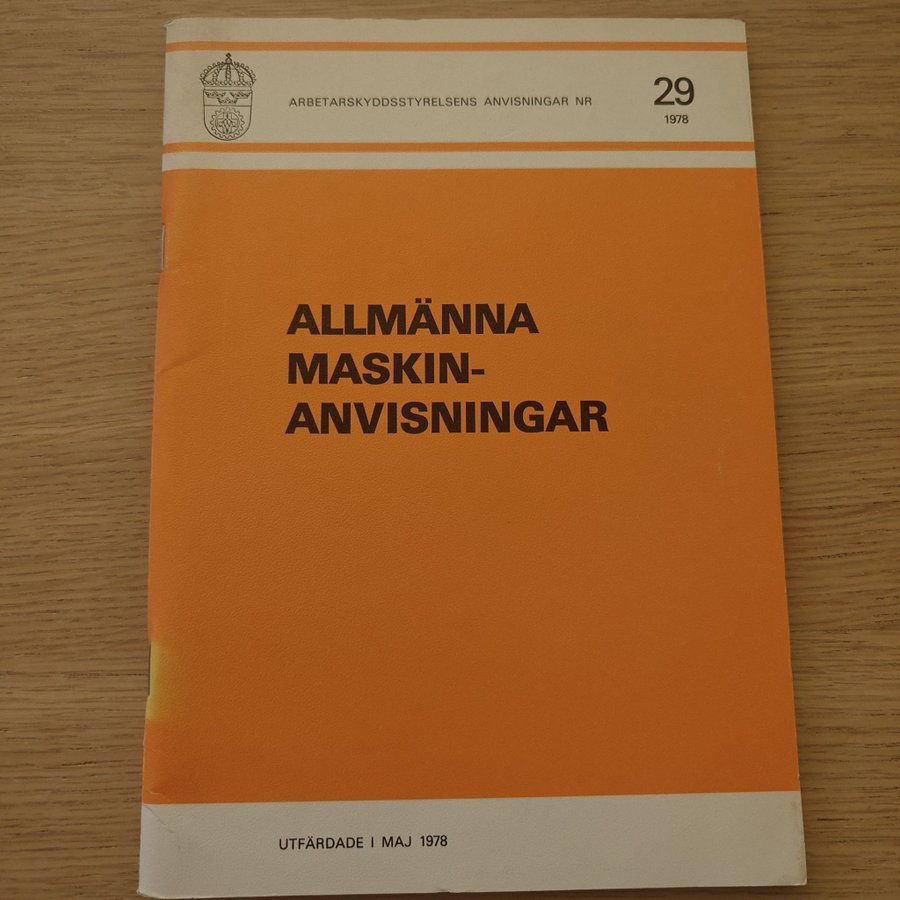 ARBETARSKYDDSSTYRELSENS ANVISNINGAR NR 29
1978
ALLMÄNNA
MASKIN-
ANVISNINGAR
UTFÄRDADE I MAJ 1978